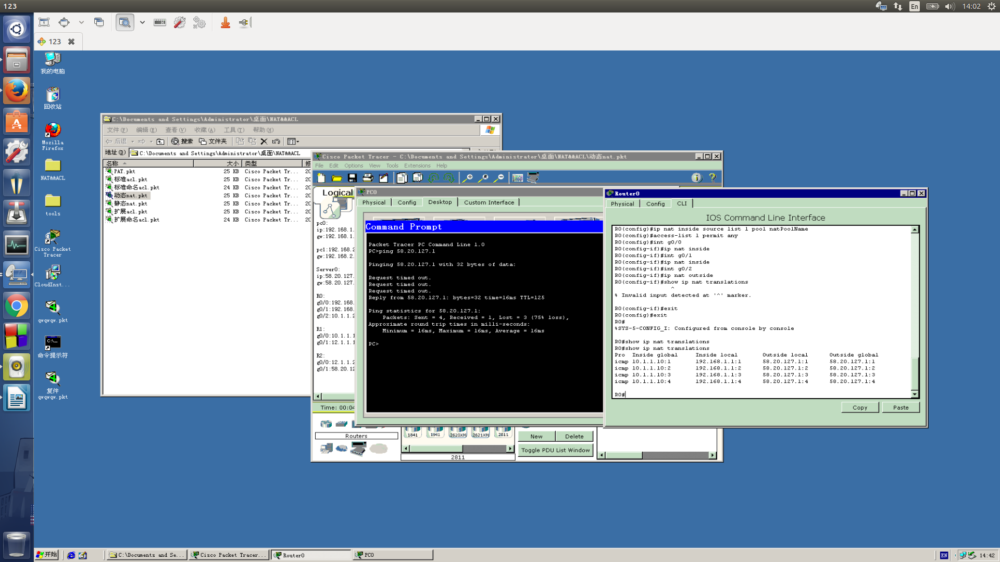 123
En
14:02
123
我的电脑
回收站
Mozilla
Firefox
NAT&&ACL
tools
Cisco Packet
Tracer
CloudInst...
qwqwqw.pkt
命令提示符
复件
qwqwqw.pkt
C:\Documents and Settings\Administrator\桌面\NAT&&ACL
文件(F) 编辑(E) 查看(V) 收藏(A) 工具(T) 帮助(H)
后退 搜索 文件夹
地址(D) C:\Documents and Settings\Administrator\桌面\NAT&&ACL
名称 大小 类型 修
PAT.pkt 25 KB Cisco Packet Tr... 20
标准acl.pkt 25 KB Cisco Packet Tr... 20
标准命名acl.pkt 24 KB Cisco Packet Tr... 20
动态nat.pkt 25 KB Cisco Packet Tr... 20
静态nat.pkt 25 KB Cisco Packet Tr... 20
扩展acl.pkt 25 KB Cisco Packet Tr... 20
扩展命名acl.pkt 24 KB Cisco Packet Tr... 20
Cisco Packet Tracer - C:\Documents and Settings\Administrator\桌面\NAT&&ACL\动态nat.pkt
File Edit Options View Tools Extensions Help
Logical
pc0:
ip:192.168.1.
gw:192.168.1.
pc1:192.168.2
gw:192.168.2.
Server0:
ip:58.20.127.
gw:58.20.127.
R0:
g0/0:192.168.
g0/1:192.168.
g0/2:10.1.1.2
R1:
g0/0:10.1.1.1
g0/1:12.1.1.1
R2:
g0/0:12.1.1.2
g0/1:58.20.12
Time: 00:04
Routers
1841 1941 2620XM 2621XM 2811
2811
New Delete
Toggle PDU List Window
PC0
Physical Config Desktop Custom Interface
Command Prompt
Packet Tracer PC Command Line 1.0
PC>ping 58.20.127.1
Pinging 58.20.127.1 with 32 bytes of data:
Request timed out.
Request timed out.
Request timed out.
Reply from 58.20.127.1: bytes=32 time=16ms TTL=125
Ping statistics for 58.20.127.1:
Packets: Sent = 4, Received = 1, Lost = 3 (75% loss),
Approximate round trip times in milli-seconds:
Minimum = 16ms, Maximum = 16ms, Average = 16ms
PC>
Router0
Physical Config CLI
IOS Command Line Interface
R0(config)#ip nat inside source list 1 pool natPoolName
R0(config)#access-list 1 permit any
R0(config)#int g0/0
R0(config-if)#ip nat inside
R0(config-if)#int g0/1
R0(config-if)#ip nat inside
R0(config-if)#int g0/2
R0(config-if)#ip nat outside
R0(config-if)#show ip nat translations
^
% Invalid input detected at '^' marker.
R0(config-if)#exit
R0(config)#exit
R0#
%SYS-5-CONFIG_I: Configured from console by console
R0#show ip nat translations
R0#show ip nat translations
Pro Inside global Inside local Outside local Outside global
icmp 10.1.1.10:1 192.168.1.1:1 58.20.127.1:1 58.20.127.1:1
icmp 10.1.1.10:2 192.168.1.1:2 58.20.127.1:2 58.20.127.1:2
icmp 10.1.1.10:3 192.168.1.1:3 58.20.127.1:3 58.20.127.1:3
icmp 10.1.1.10:4 192.168.1.1:4 58.20.127.1:4 58.20.127.1:4
R0#
Copy Paste
开始
C:\Documents and Se...
Cisco Packet Tracer...
Router0
PC0
EN
14:42